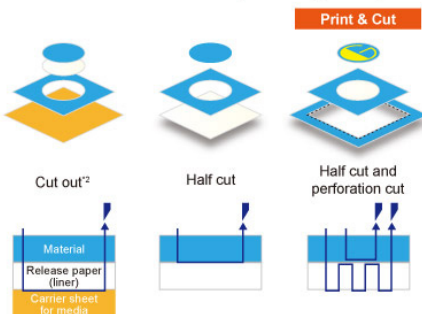 Print & Cut
Cut out*2
Half cut
Half cut and
perforation cut
Material
Release paper
(liner)
Carrier sheet
for media